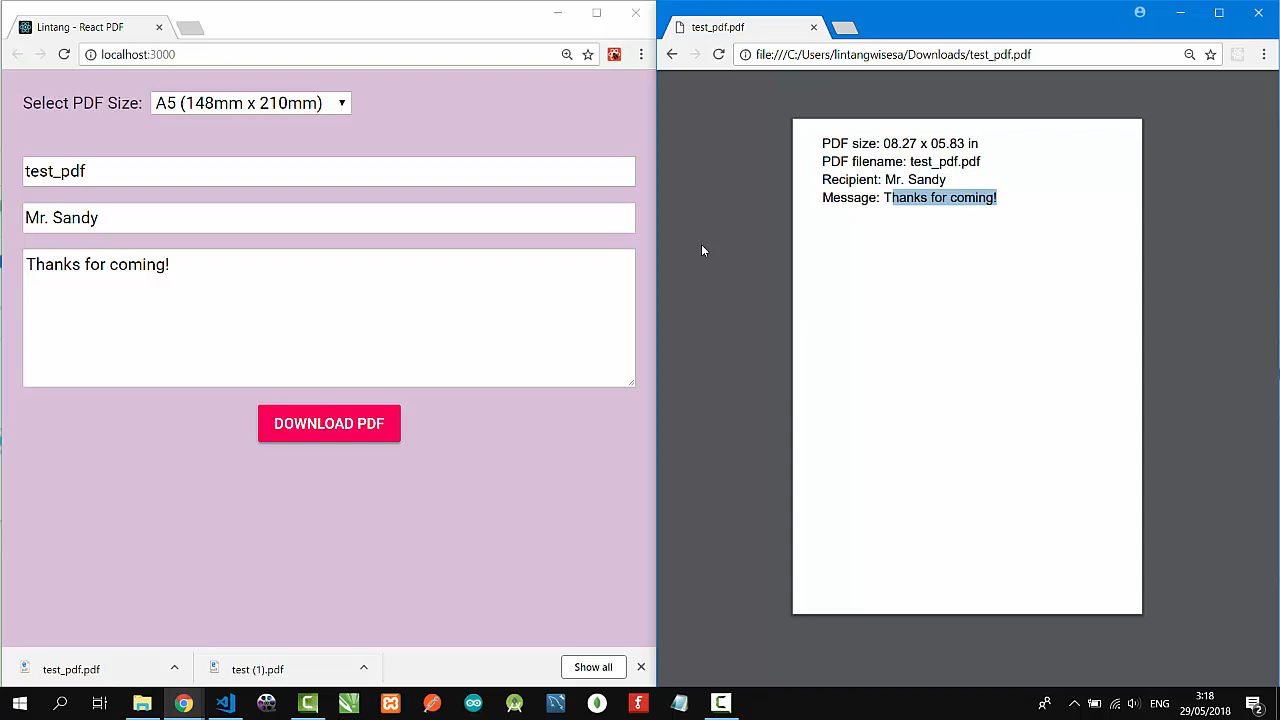 Lintang - React PDF
localhost:3000
Select PDF Size: A5 (148mm x 210mm)
test_pdf
Mr. Sandy
Thanks for coming!
DOWNLOAD PDF
test_pdf.pdf
test (1).pdf
Show all
test_pdf.pdf
file:///C:/Users/lintangwisesa/Downloads/test_pdf.pdf
PDF size: 08.27 x 05.83 in
PDF filename: test_pdf.pdf
Recipient: Mr. Sandy
Message: Thanks for coming!
ENG
3:18
29/05/2018
2